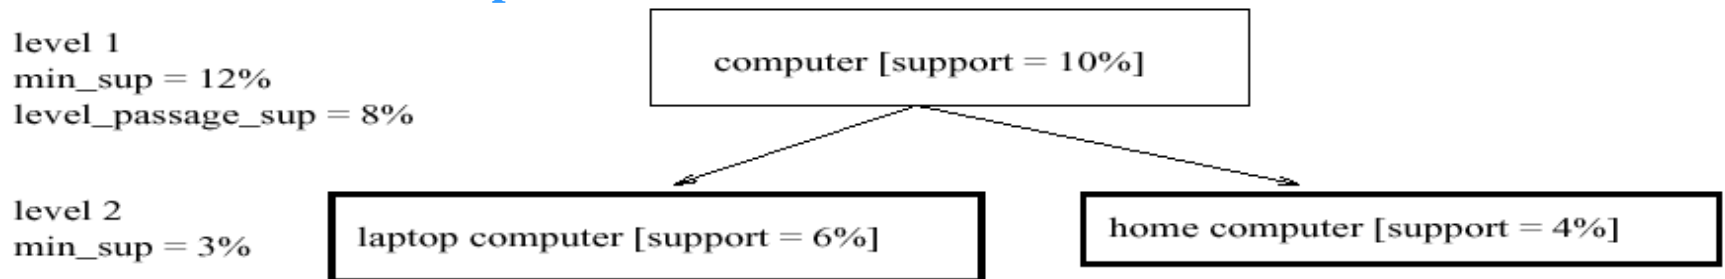 level 1
min_sup = 12%
level_passage_sup = 8%
computer [support = 10%]
level 2
min_sup = 3%
laptop computer [support = 6%]
home computer [support = 4%]